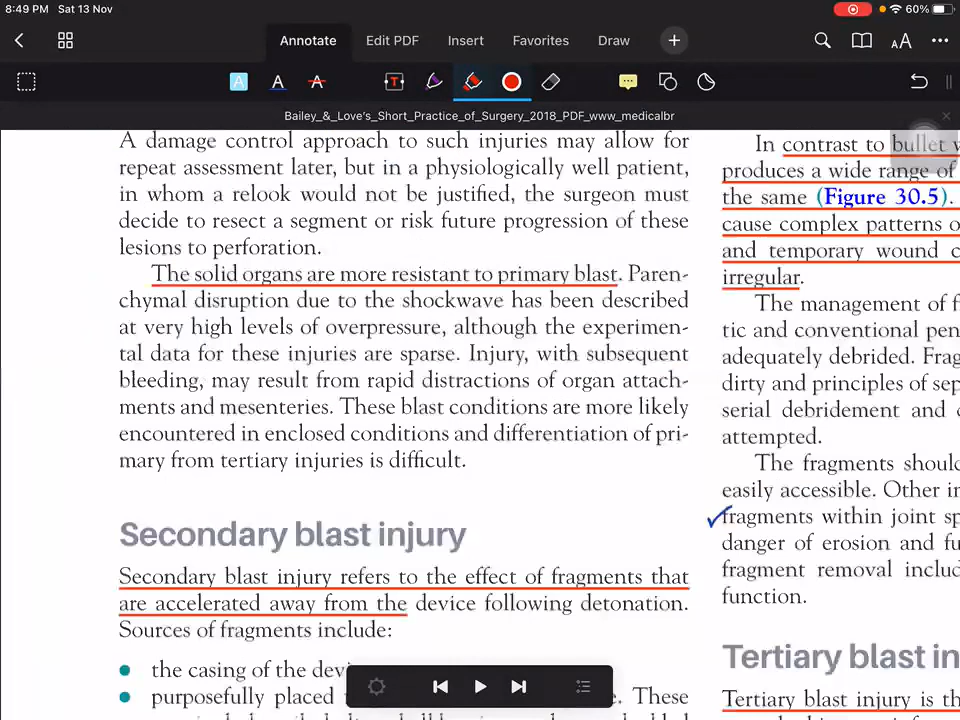 8:49 PM Sat 13 Nov
60%
Annotate Edit PDF Insert Favorites Draw
AA
A A A T
Bailey_&_Love's_Short_Practice_of_Surgery_2018_PDF_www_medicalbr
A damage control approach to such injuries may allow for
repeat assessment later, but in a physiologically well patient,
in whom a relook would not be justified, the surgeon must
decide to resect a segment or risk future progression of these
lesions to perforation.
The solid organs are more resistant to primary blast. Paren-
chymal disruption due to the shockwave has been described
at very high levels of overpressure, although the experimen-
tal data for these injuries are sparse. Injury, with subsequent
bleeding, may result from rapid distractions of organ attach-
ments and mesenteries. These blast conditions are more likely
encountered in enclosed conditions and differentiation of pri-
mary from tertiary injuries is difficult.
Secondary blast injury
Secondary blast injury refers to the effect of fragments that
are accelerated away from the device following detonation.
Sources of fragments include:
the casing of the
purposefully placed These
In contrast to bullet
produces a wide range of
the same (Figure 30.5).
cause complex patterns
and temporary wound
irregular.
The management of
tic and conventional
adequately debrided.
dirty and principles of
serial debridement and
attempted.
The fragments
easily accessible. Other
fragments within joint
danger of erosion and
fragment removal
function.
Tertiary blast
Tertiary blast injury is